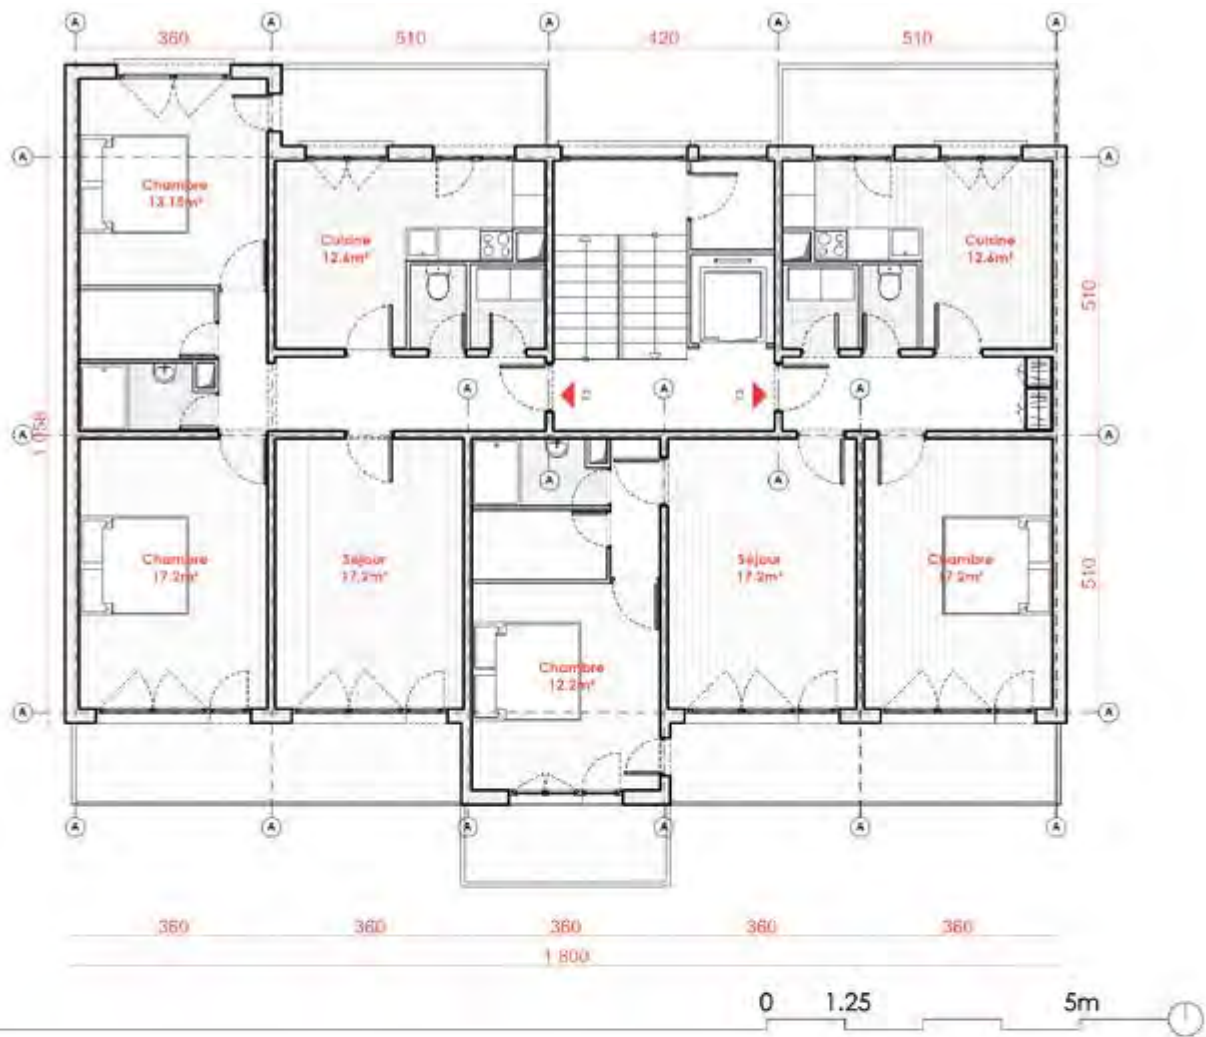 A A A A A
360 510 420 510
A A
Chambre
13.15m²
Cuisine
12.6m²
Cuisine
12.6m²
510
A A A
A A
A A
Chambre
17.2m²
Séjour
17.2m²
Séjour
17.2m²
Chambre
17.2m²
510
Chambre
12.2m²
A A
A A A A A A
360 360 360 360 360
1 800
0 1.25 5m